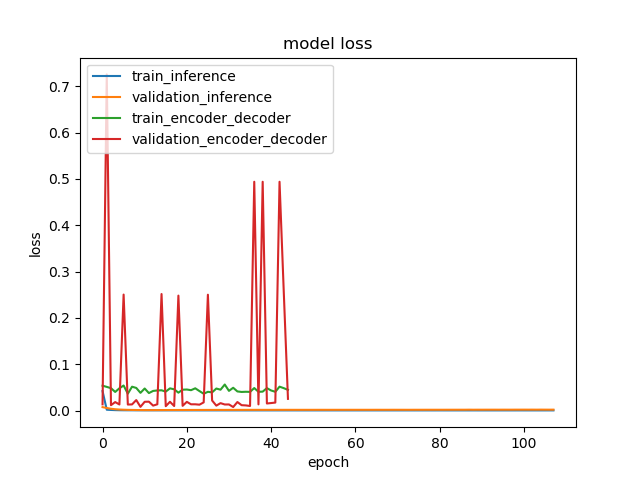 model loss
train_inference
validation_inference
train_encoder_decoder
validation_encoder_decoder
0.7
0.6
0.5
0.4
0.3
0.2
0.1
0.0
loss
0 20 40 60 80 100
epoch